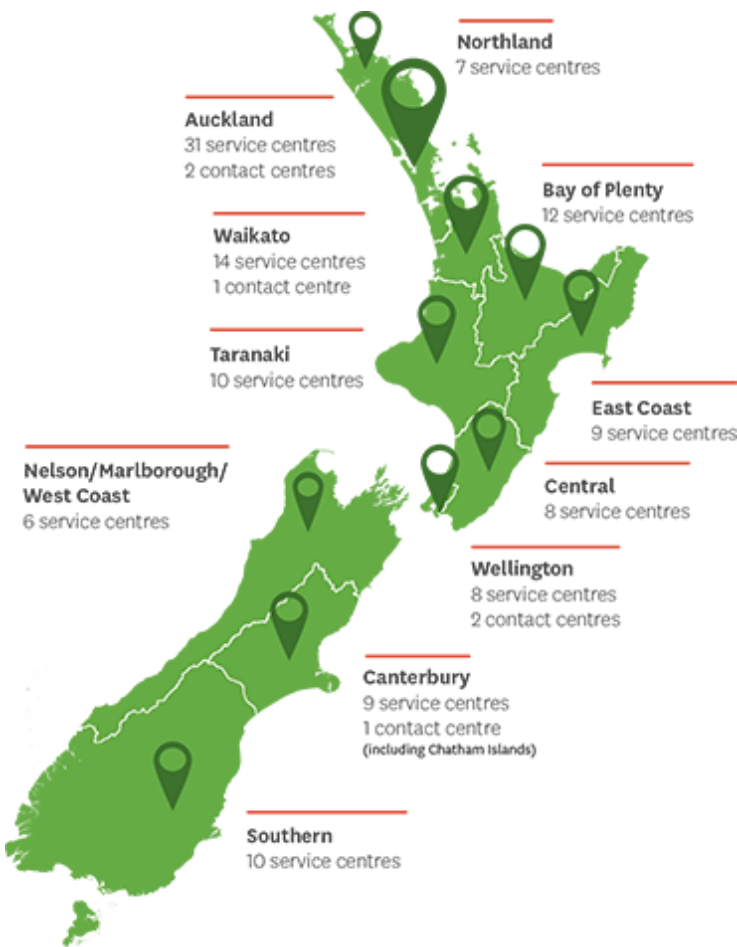 Northland
7 service centres
Auckland
31 service centres
2 contact centres
Bay of Plenty
12 service centres
Waikato
14 service centres
1 contact centre
Taranaki
10 service centres
East Coast
9 service centres
Nelson/Marlborough/
West Coast
6 service centres
Central
8 service centres
Wellington
8 service centres
2 contact centres
Canterbury
9 service centres
1 contact centre
(including Chatham Islands)
Southern
10 service centres